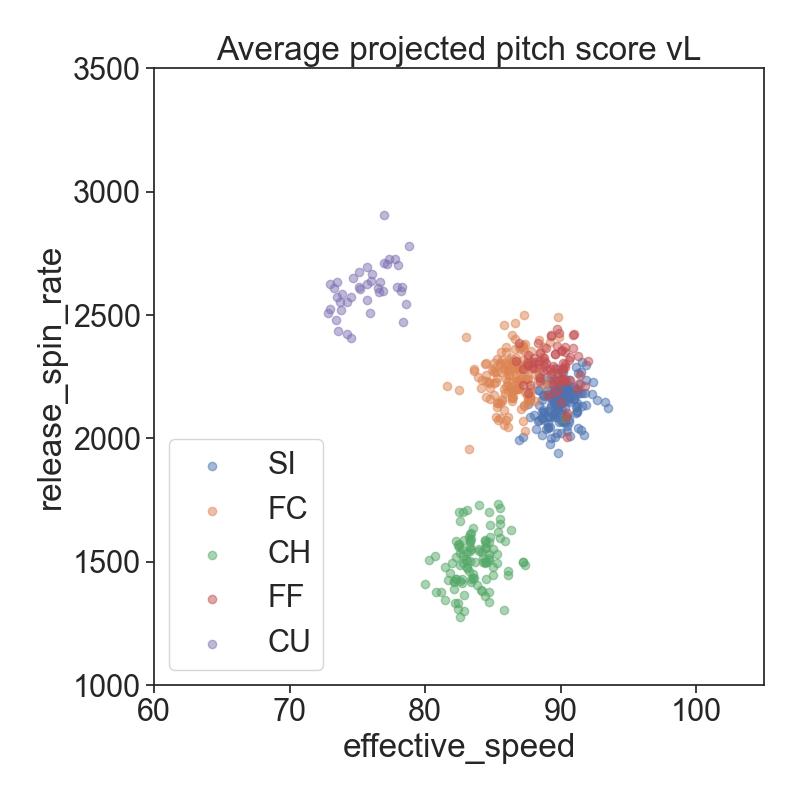 Average projected pitch score vL
3500
3000
2500
2000
1500
1000
release_spin_rate
SI
FC
CH
FF
CU
60
70
80
90
100
effective_speed